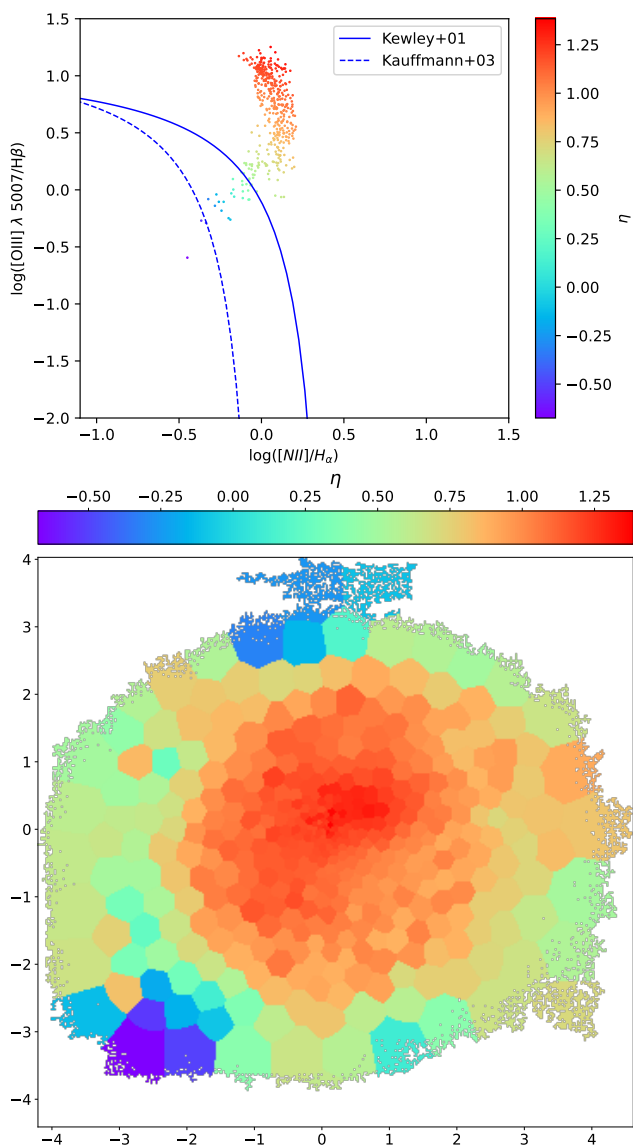 Kewley+01
Kauffmann+03
1.5
1.0
0.5
0.0
−0.5
−1.0
−1.5
−2.0
log([OIII] λ 5007/Hβ)
−1.0 −0.5 0.0 0.5 1.0 1.5
log([NII]/Hα)
1.25
1.00
0.75
0.50
0.25
0.00
−0.25
−0.50
η
η
−0.50 −0.25 0.00 0.25 0.50 0.75 1.00 1.25
4
3
2
1
0
−1
−2
−3
−4
−4 −3 −2 −1 0 1 2 3 4